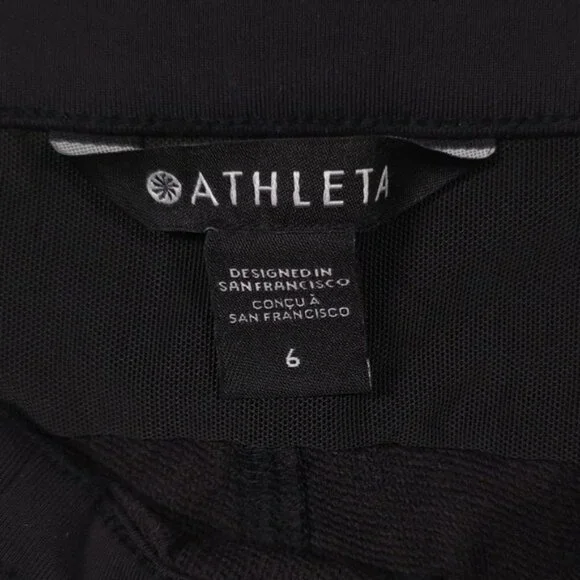 ATHLETA
DESIGNED IN
SAN FRANCISCO
CONÇU À
SAN FRANCISCO
6